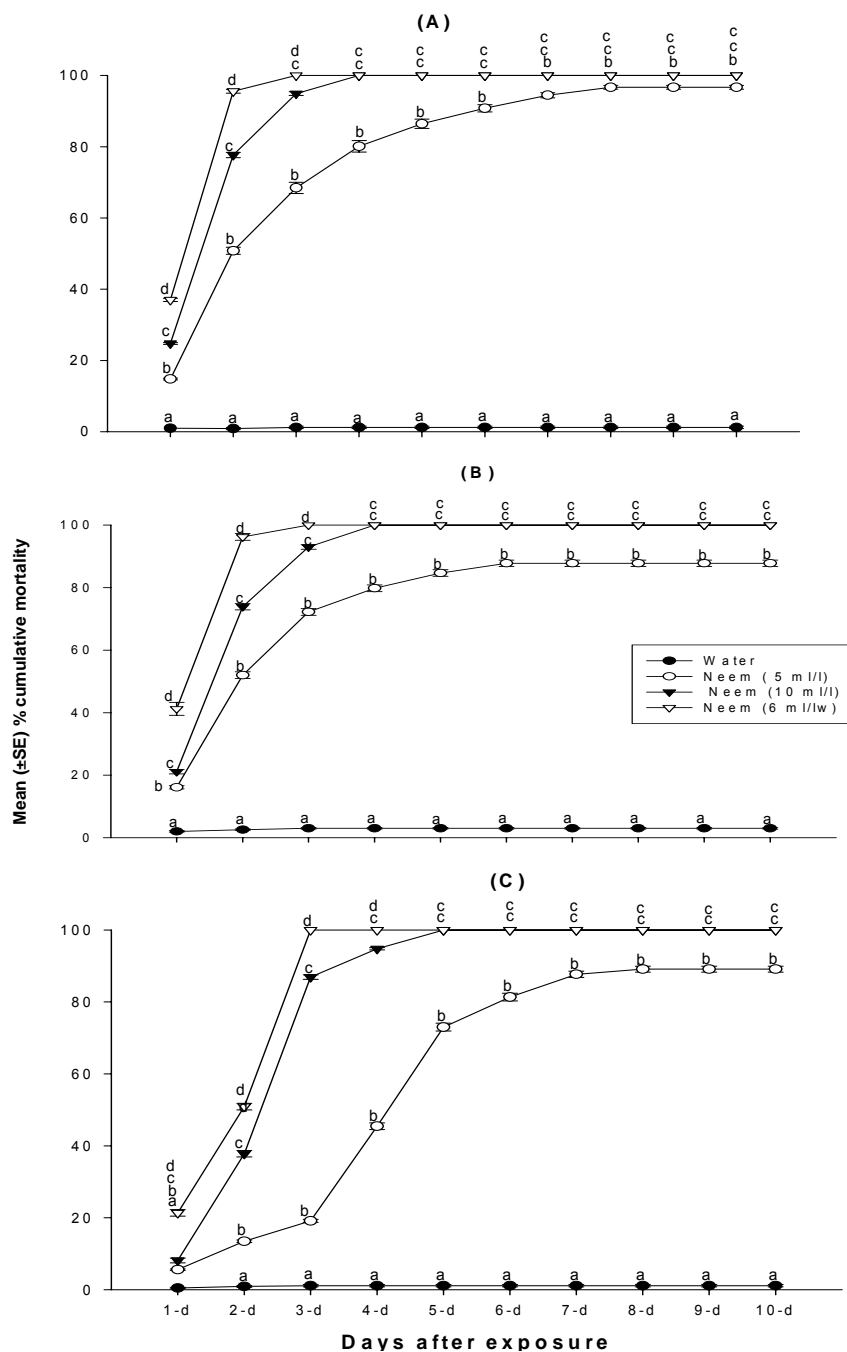 (A)
c c c c
d c c c c c c c
d c c c c b b b b
100
b
80
c
b
b
b
60
b
40
d
c
20
b
a a a a a a a a a a
0
(B)
c c c c c c c
100 d d c c c c c c c
c
b b b b b
80
c
b
b
60
b
40
d
20
c
b
a a a a a a a a a a
0
Water
Neem ( 5 ml/l)
Neem (10 ml/l)
Neem (6 ml/lw)
Mean (±SE) % cumulative mortality
(C)
d d c c c c c c
100 c c c c c c c
c
b b b b
80
b
b
60
d
b
40
c
d
c
20
b
a
b
b
a a a a a a a a a
0
1-d 2-d 3-d 4-d 5-d 6-d 7-d 8-d 9-d 10-d
Days after exposure